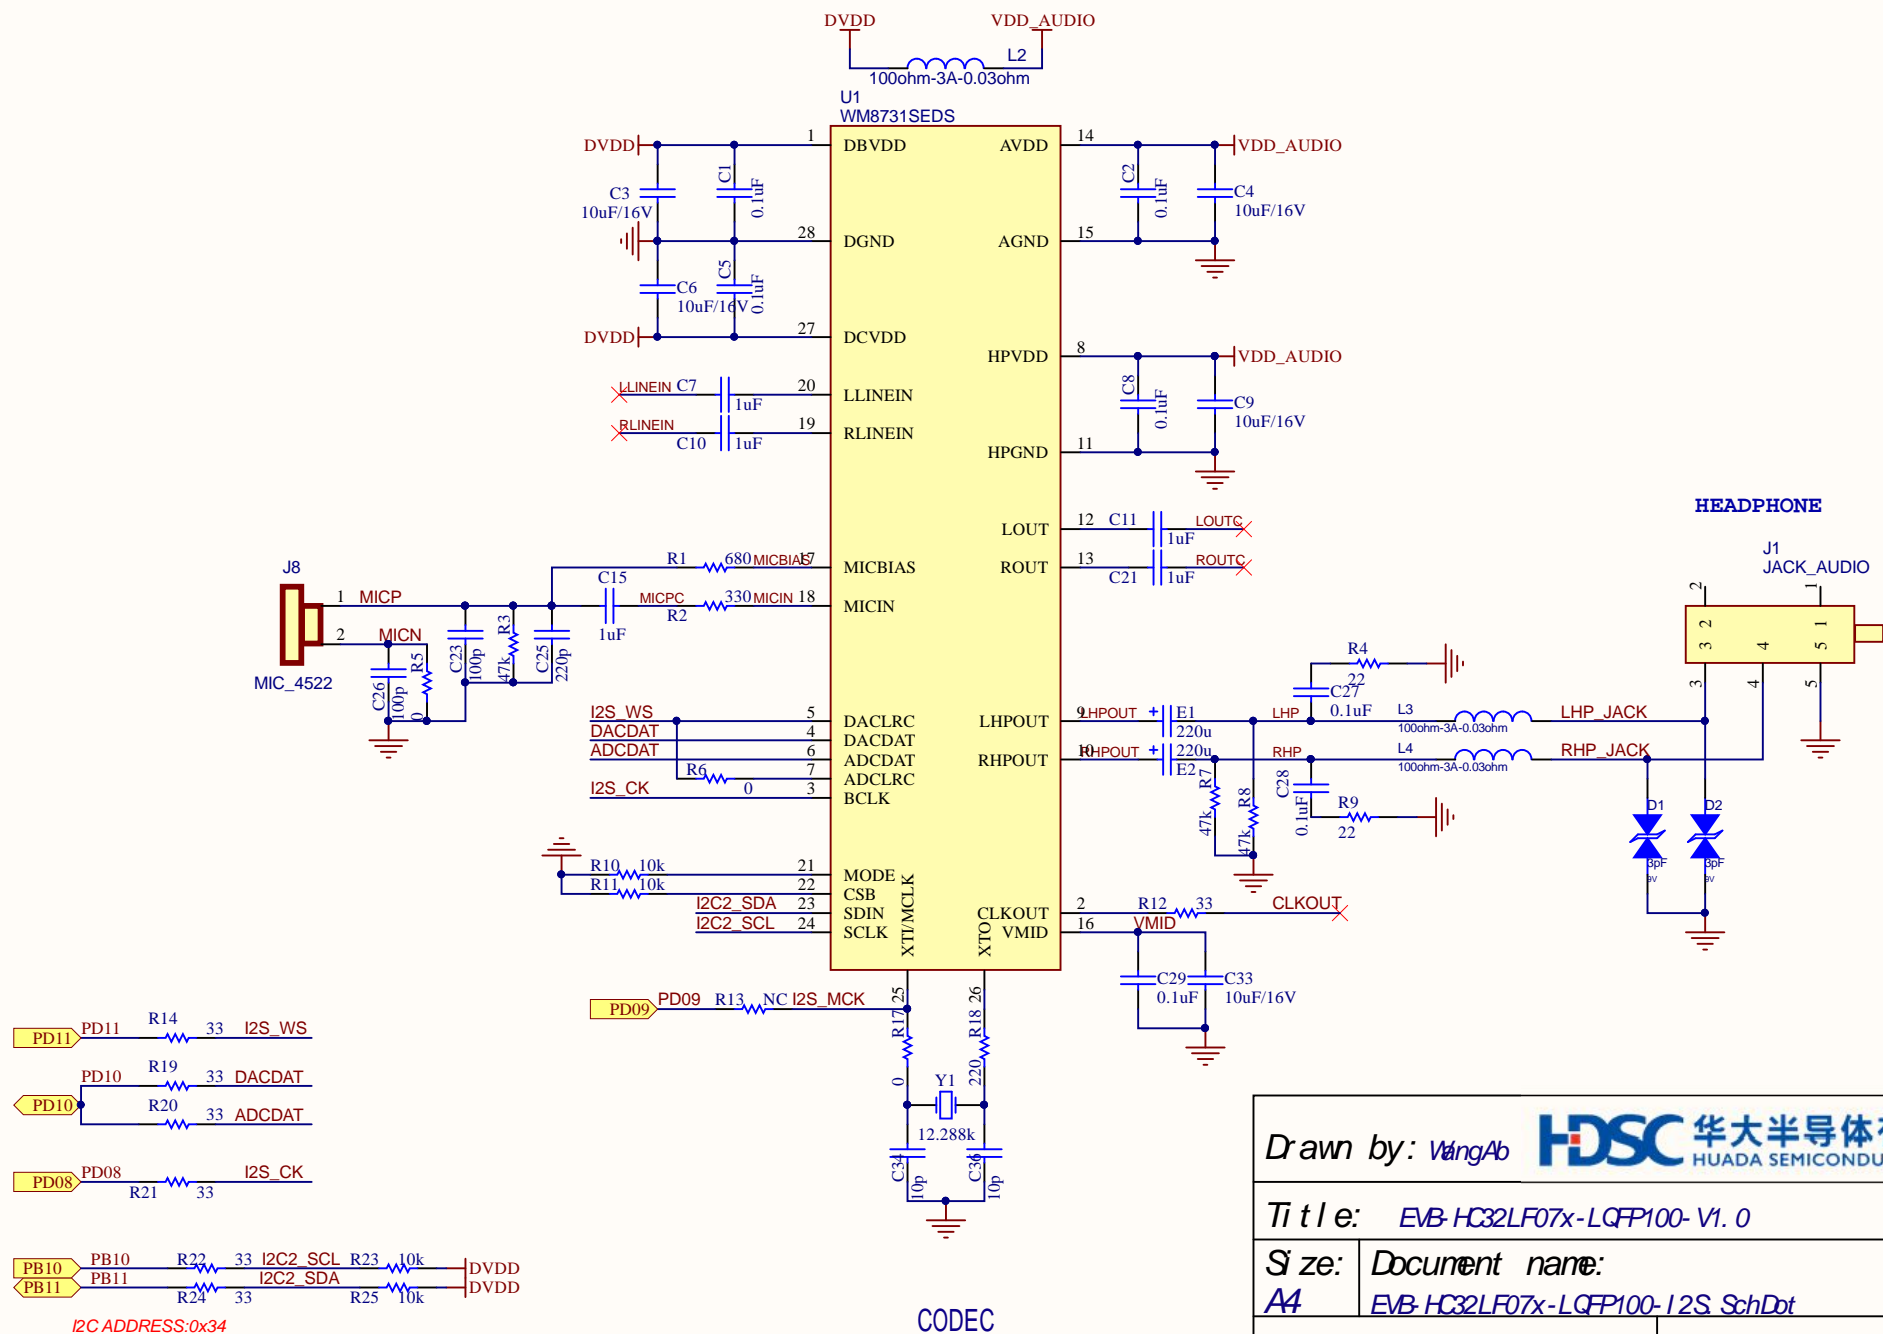 DVDD
VDD_AUDIO
L2
100ohm-3A-0.03ohm
U1
WM8731SEDS
DVDD
1
DBVDD
AVDD
14
VDD_AUDIO
C3
10uF/16V
C1
0.1uF
C2
0.1uF
C4
10uF/16V
28
DGND
AGND
15
C6
10uF/16V
C5
0.1uF
DVDD
27
DCVDD
HPVDD
8
VDD_AUDIO
LLINEIN
C7
1uF
20
LLINEIN
C8
0.1uF
C9
10uF/16V
RLINEIN
C10
1uF
19
RLINEIN
HPGND
11
HEADPHONE
LOUT
12
C11
1uF
LOUTC
ROUT
13
C21
1uF
ROUTC
J1
JACK_AUDIO
2
1
2
1
3
4
5
3
4
5
J8
MIC_4522
1
MICP
2
MICN
R1
680
MICBIAS
17
MICBIAS
C15
1uF
MICPC
R2
330
MICIN
18
MICIN
C23
100p
R3
47k
C25
220p
C26
100p
R5
0
R4
22
C27
0.1uF
I2S_WS
5
DACLRC
LHPOUT
9
LHPOUT
+
E1
220u
LHP
L3
100ohm-3A-0.03ohm
LHP_JACK
DACDAT
4
DACDAT
ADCDAT
6
ADCDAT
RHPOUT
10
RHPOUT
+
220u
E2
RHP
L4
100ohm-3A-0.03ohm
RHP_JACK
R6
0
7
ADCLRC
I2S_CK
3
BCLK
R7
47k
R8
47k
C28
0.1uF
R9
22
D1
3pF
9V
D2
3pF
9V
R10
10k
21
MODE
R11
10k
22
CSB
I2C2_SDA
23
SDIN
I2C2_SCL
24
SCLK
XTI/MCLK
XTO
CLKOUT
2
R12
33
CLKOUT
VMID
16
VMID
C29
0.1uF
C33
10uF/16V
PD09
PD09
R13
NC
I2S_MCK
25
26
R17
0
R18
220
Y1
12.288k
C34
10p
C36
10p
PD11
PD11
R14
33
I2S_WS
PD10
PD10
R19
33
DACDAT
R20
33
ADCDAT
PD08
PD08
R21
33
I2S_CK
PB10
PB10
R22
33
I2C2_SCL
R23
10k
DVDD
PB11
PB11
R24
33
I2C2_SDA
R25
10k
DVDD
I2C ADDRESS:0x34
CODEC
Drawn by: WangAb
HDSC 华大半导体
HUADA SEMICONDU
Title: EVB-HC32LF07x-LQFP100-V1.0
Size: A4
Document name:
EVB-HC32LF07x-LQFP100-I2S.SchDot